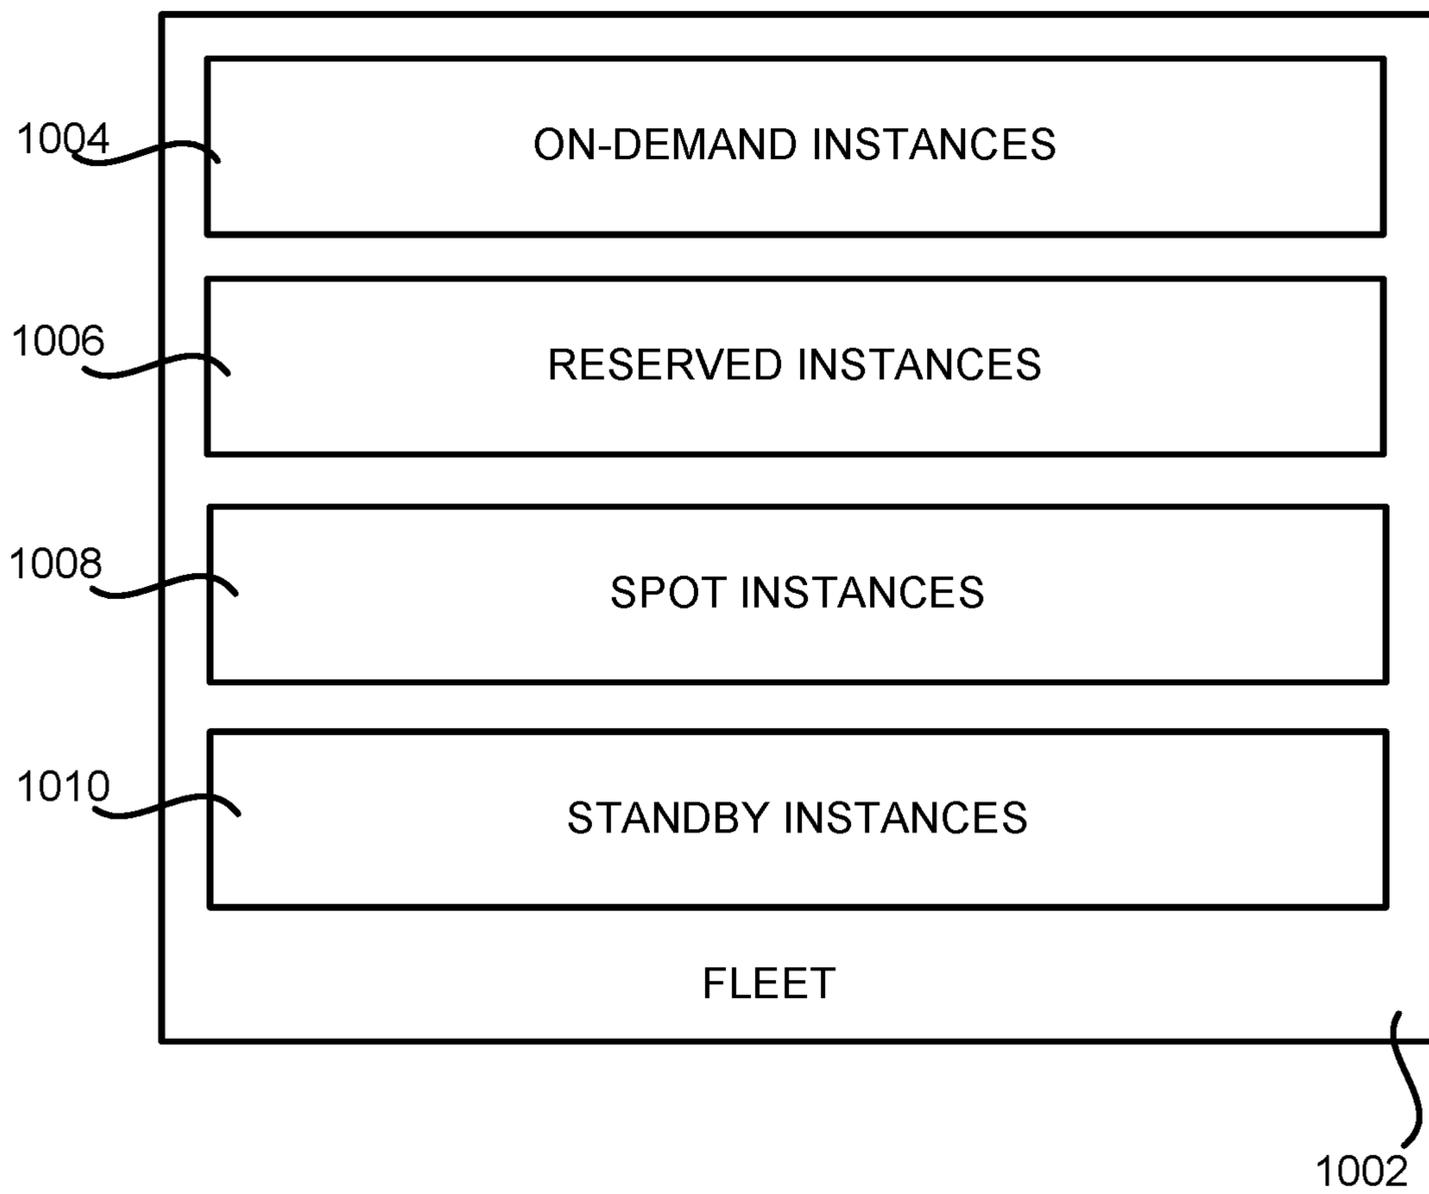 1004
ON-DEMAND INSTANCES
1006
RESERVED INSTANCES
1008
SPOT INSTANCES
1010
STANDBY INSTANCES
FLEET
1002